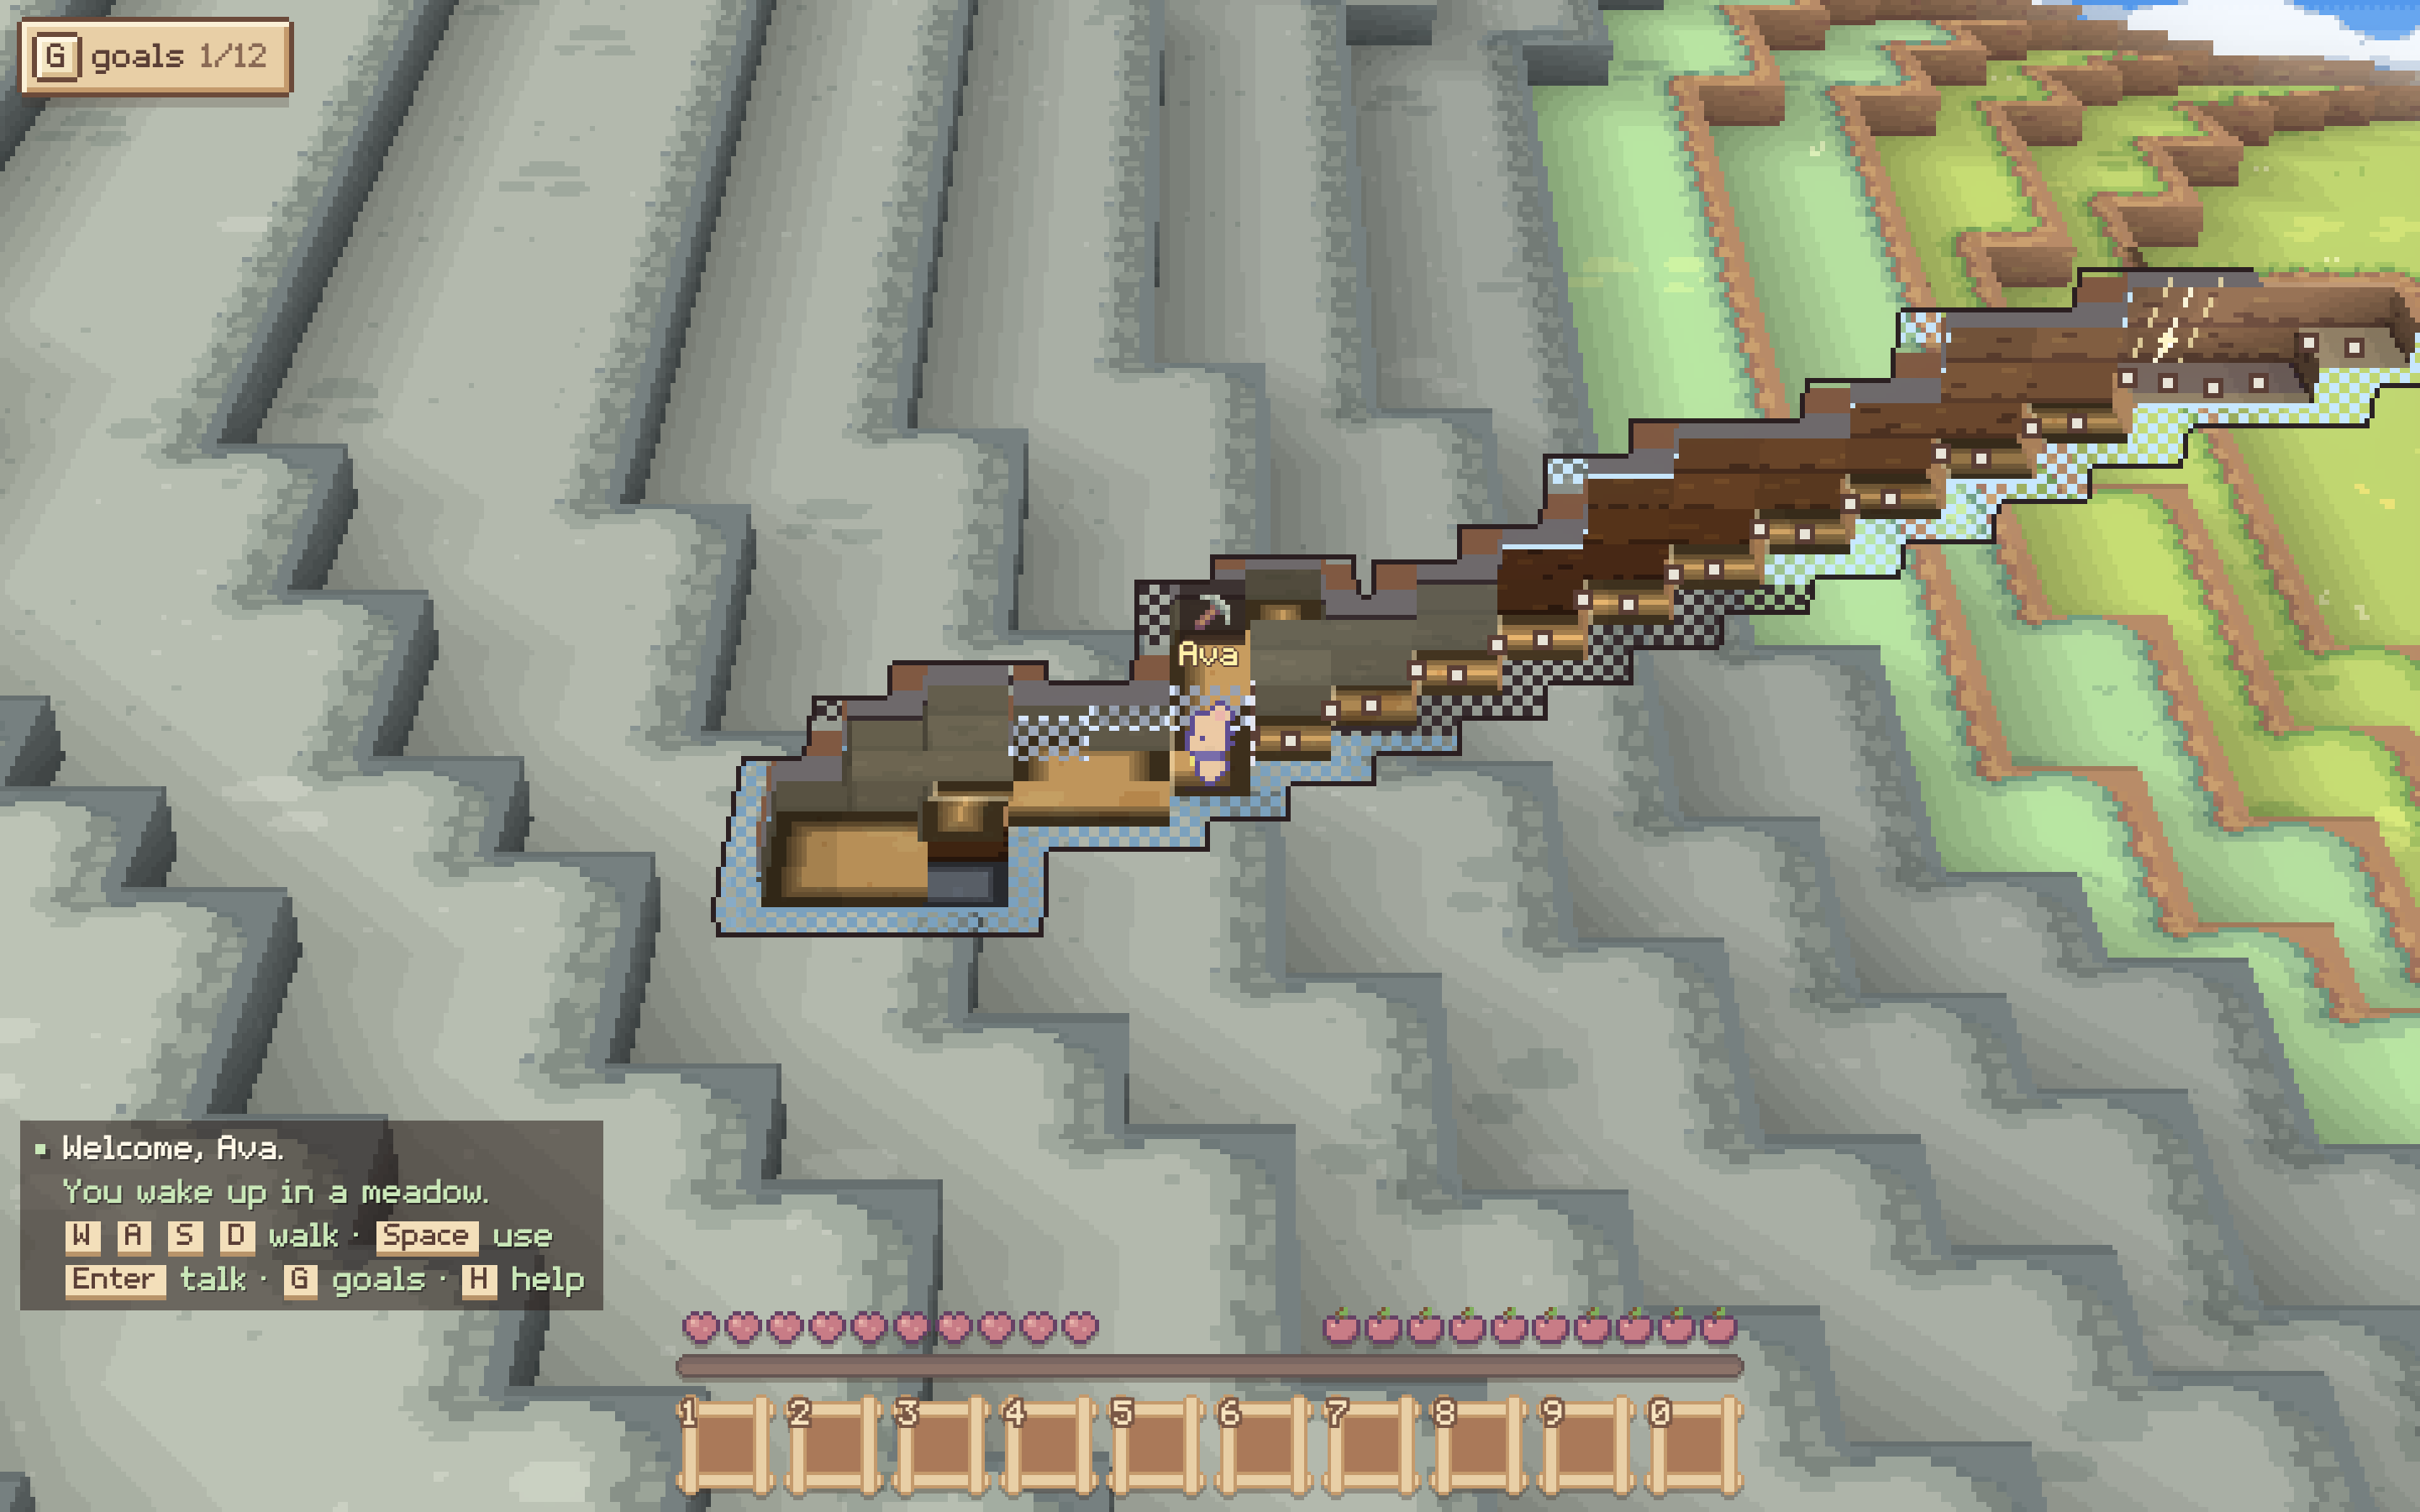 G goals 1/12
Ava
Welcome, Ava.
You wake up in a meadow.
W A S D walk · Space use
Enter talk · G goals · H help
1 2 3 4 5 6 7 8 9 0